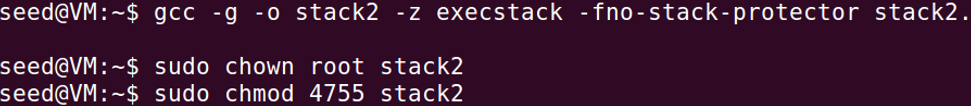 seed@VM:~$ gcc -g -o stack2 -z execstack -fno-stack-protector stack2.
seed@VM:~$ sudo chown root stack2
seed@VM:~$ sudo chmod 4755 stack2